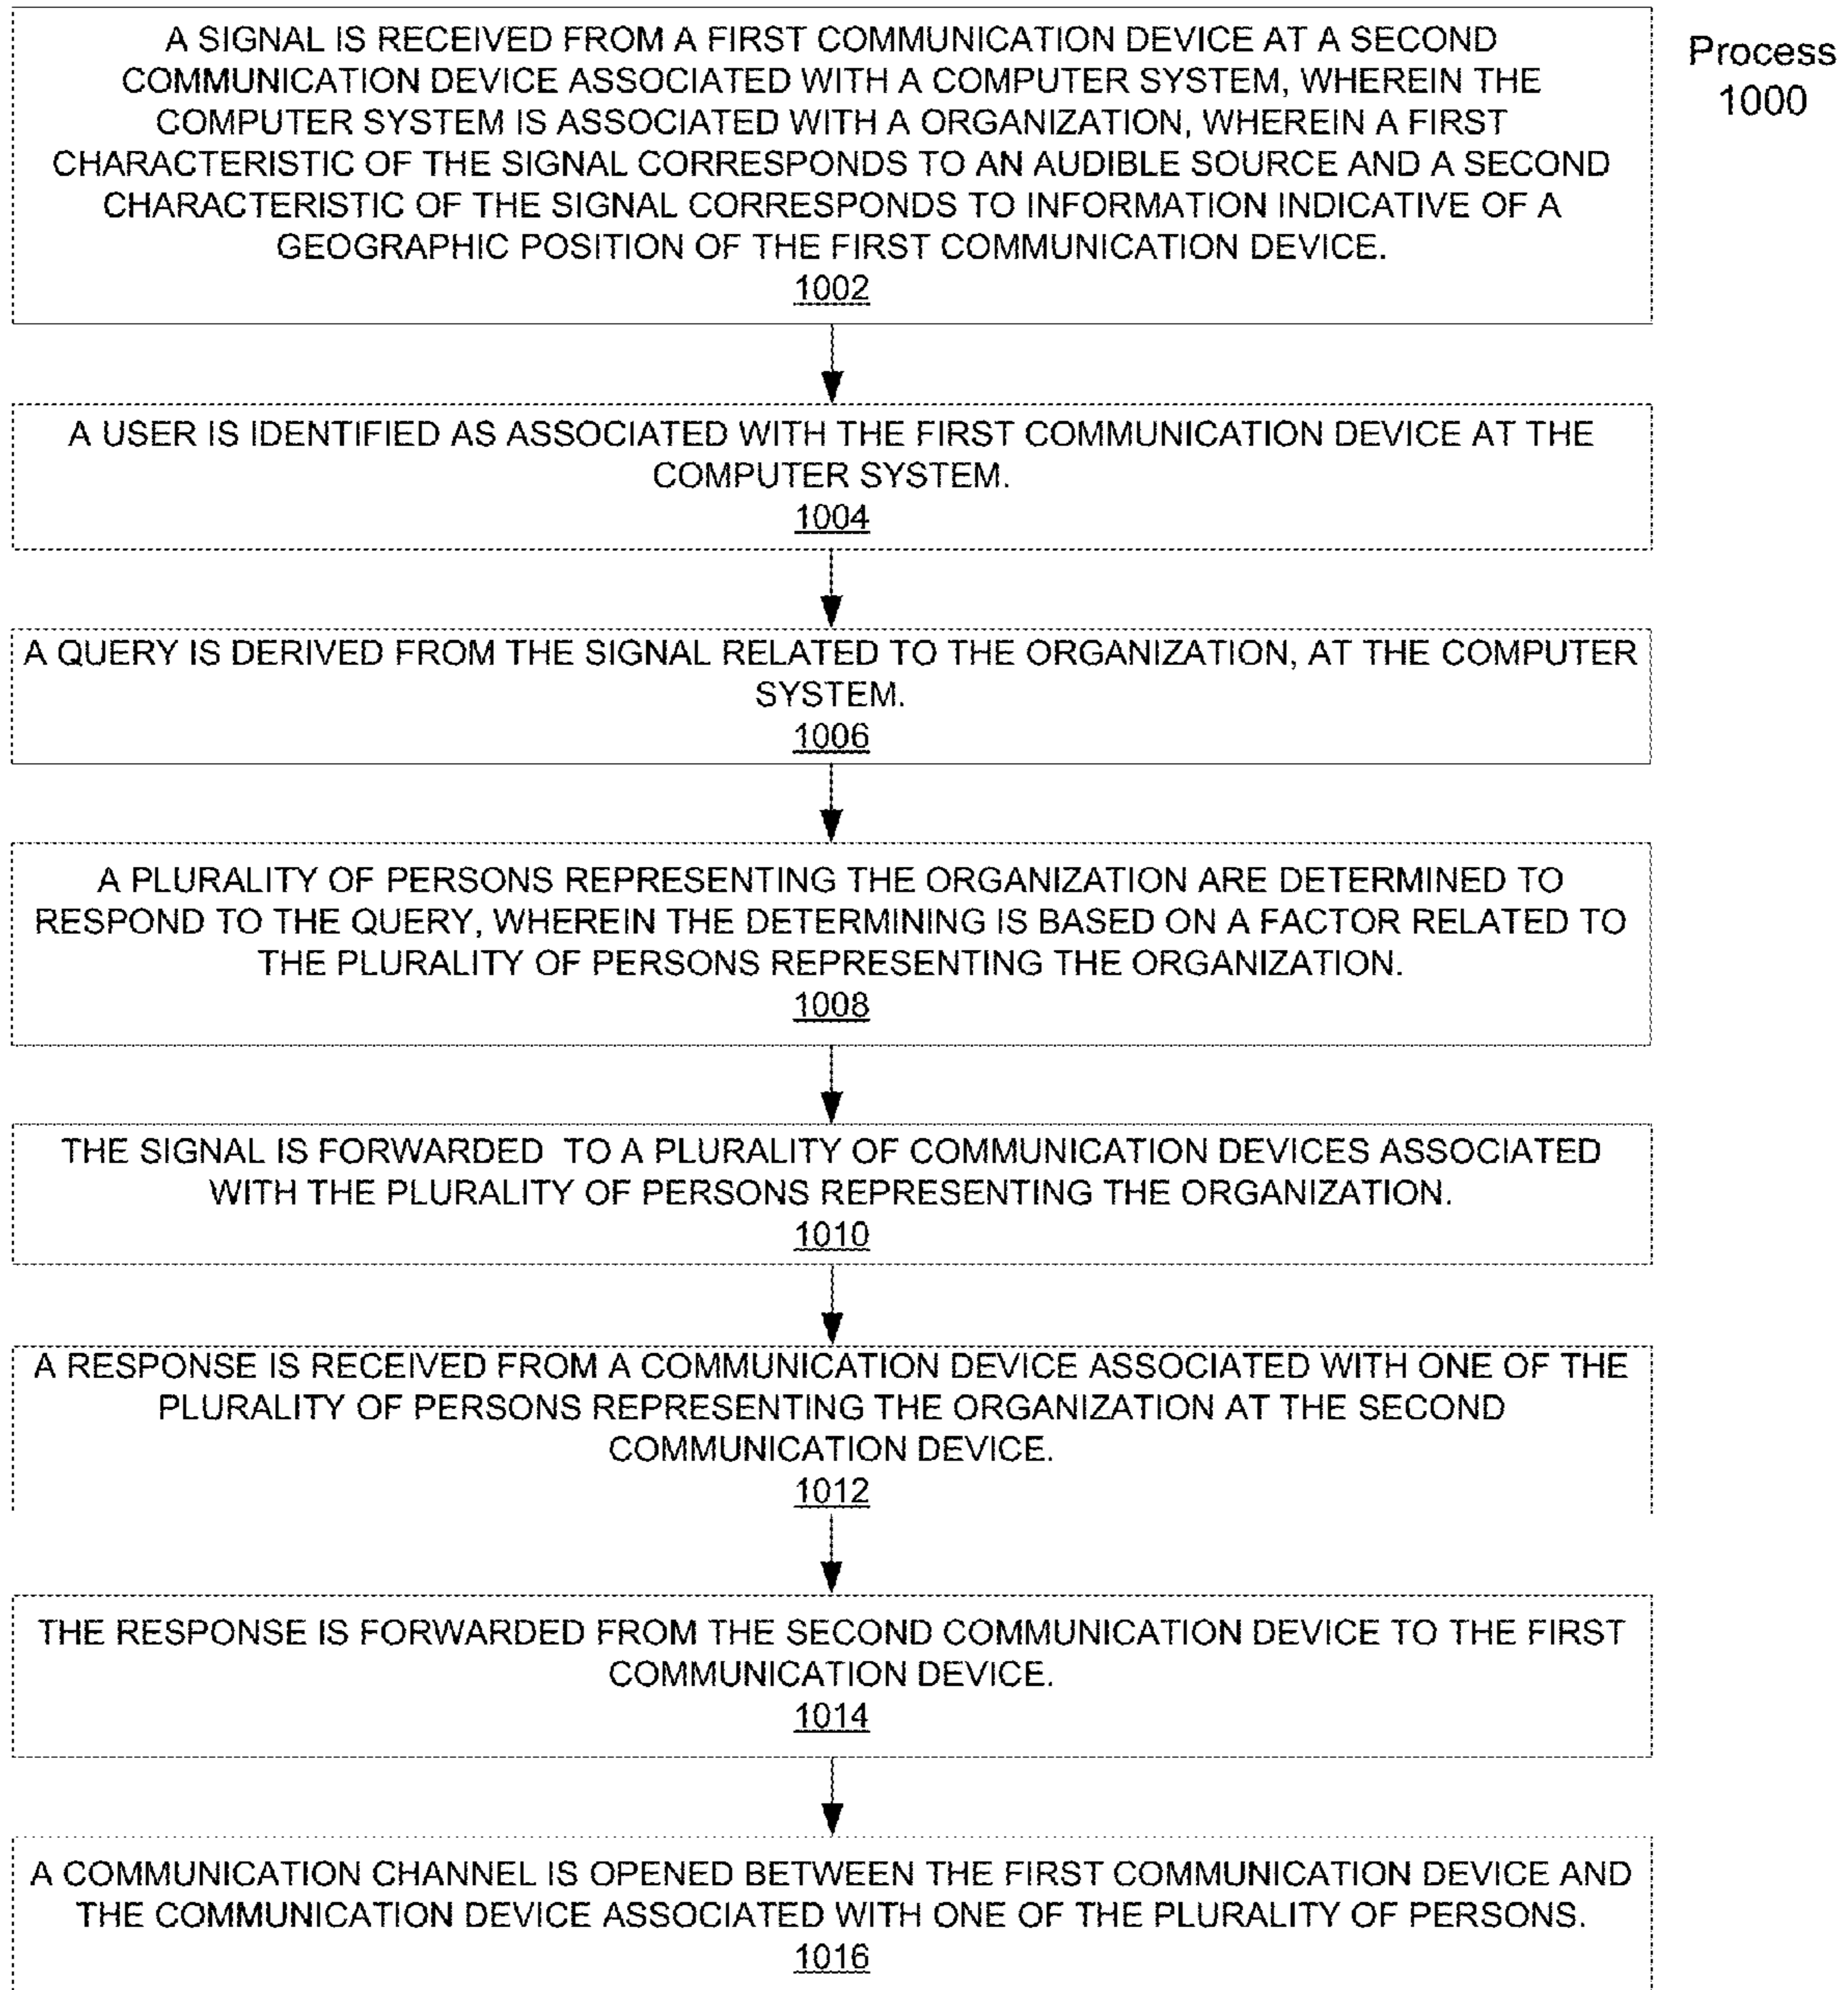 A SIGNAL IS RECEIVED FROM A FIRST COMMUNICATION DEVICE AT A SECOND
COMMUNICATION DEVICE ASSOCIATED WITH A COMPUTER SYSTEM, WHEREIN THE
COMPUTER SYSTEM IS ASSOCIATED WITH A ORGANIZATION, WHEREIN A FIRST
CHARACTERISTIC OF THE SIGNAL CORRESPONDS TO AN AUDIBLE SOURCE AND A SECOND
CHARACTERISTIC OF THE SIGNAL CORRESPONDS TO INFORMATION INDICATIVE OF A
GEOGRAPHIC POSITION OF THE FIRST COMMUNICATION DEVICE.
1002
Process
1000
A USER IS IDENTIFIED AS ASSOCIATED WITH THE FIRST COMMUNICATION DEVICE AT THE
COMPUTER SYSTEM.
1004
A QUERY IS DERIVED FROM THE SIGNAL RELATED TO THE ORGANIZATION, AT THE COMPUTER
SYSTEM.
1006
A PLURALITY OF PERSONS REPRESENTING THE ORGANIZATION ARE DETERMINED TO
RESPOND TO THE QUERY, WHEREIN THE DETERMINING IS BASED ON A FACTOR RELATED TO
THE PLURALITY OF PERSONS REPRESENTING THE ORGANIZATION.
1008
THE SIGNAL IS FORWARDED TO A PLURALITY OF COMMUNICATION DEVICES ASSOCIATED
WITH THE PLURALITY OF PERSONS REPRESENTING THE ORGANIZATION.
1010
A RESPONSE IS RECEIVED FROM A COMMUNICATION DEVICE ASSOCIATED WITH ONE OF THE
PLURALITY OF PERSONS REPRESENTING THE ORGANIZATION AT THE SECOND
COMMUNICATION DEVICE.
1012
THE RESPONSE IS FORWARDED FROM THE SECOND COMMUNICATION DEVICE TO THE FIRST
COMMUNICATION DEVICE.
1014
A COMMUNICATION CHANNEL IS OPENED BETWEEN THE FIRST COMMUNICATION DEVICE AND
THE COMMUNICATION DEVICE ASSOCIATED WITH ONE OF THE PLURALITY OF PERSONS.
1016